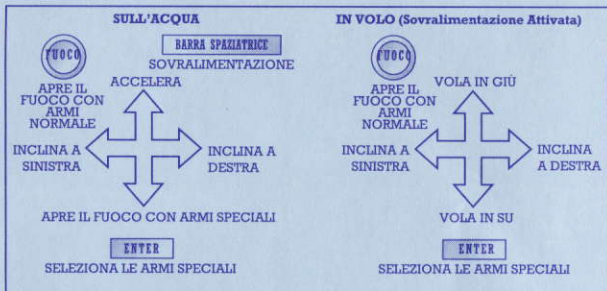 SULL'ACQUA
FUOCO
BARRA SPAZIATRICE
SOVRALIMENTAZIONE
APRE IL
FUOCO CON
ARMI
NORMALE
ACCELERA
INCLINA A
SINISTRA
INCLINA A
DESTRA
APRE IL FUOCO CON ARMI SPECIALI
ENTER
SELEZIONA LE ARMI SPECIALI
IN VOLO (Sovralimentazione Attivata)
FUOCO
APRE IL
FUOCO CON
ARMI
NORMALE
VOLA IN GIÙ
INCLINA A
SINISTRA
INCLINA
A DESTRA
VOLA IN SU
ENTER
SELEZIONA LE ARMI SPECIALI